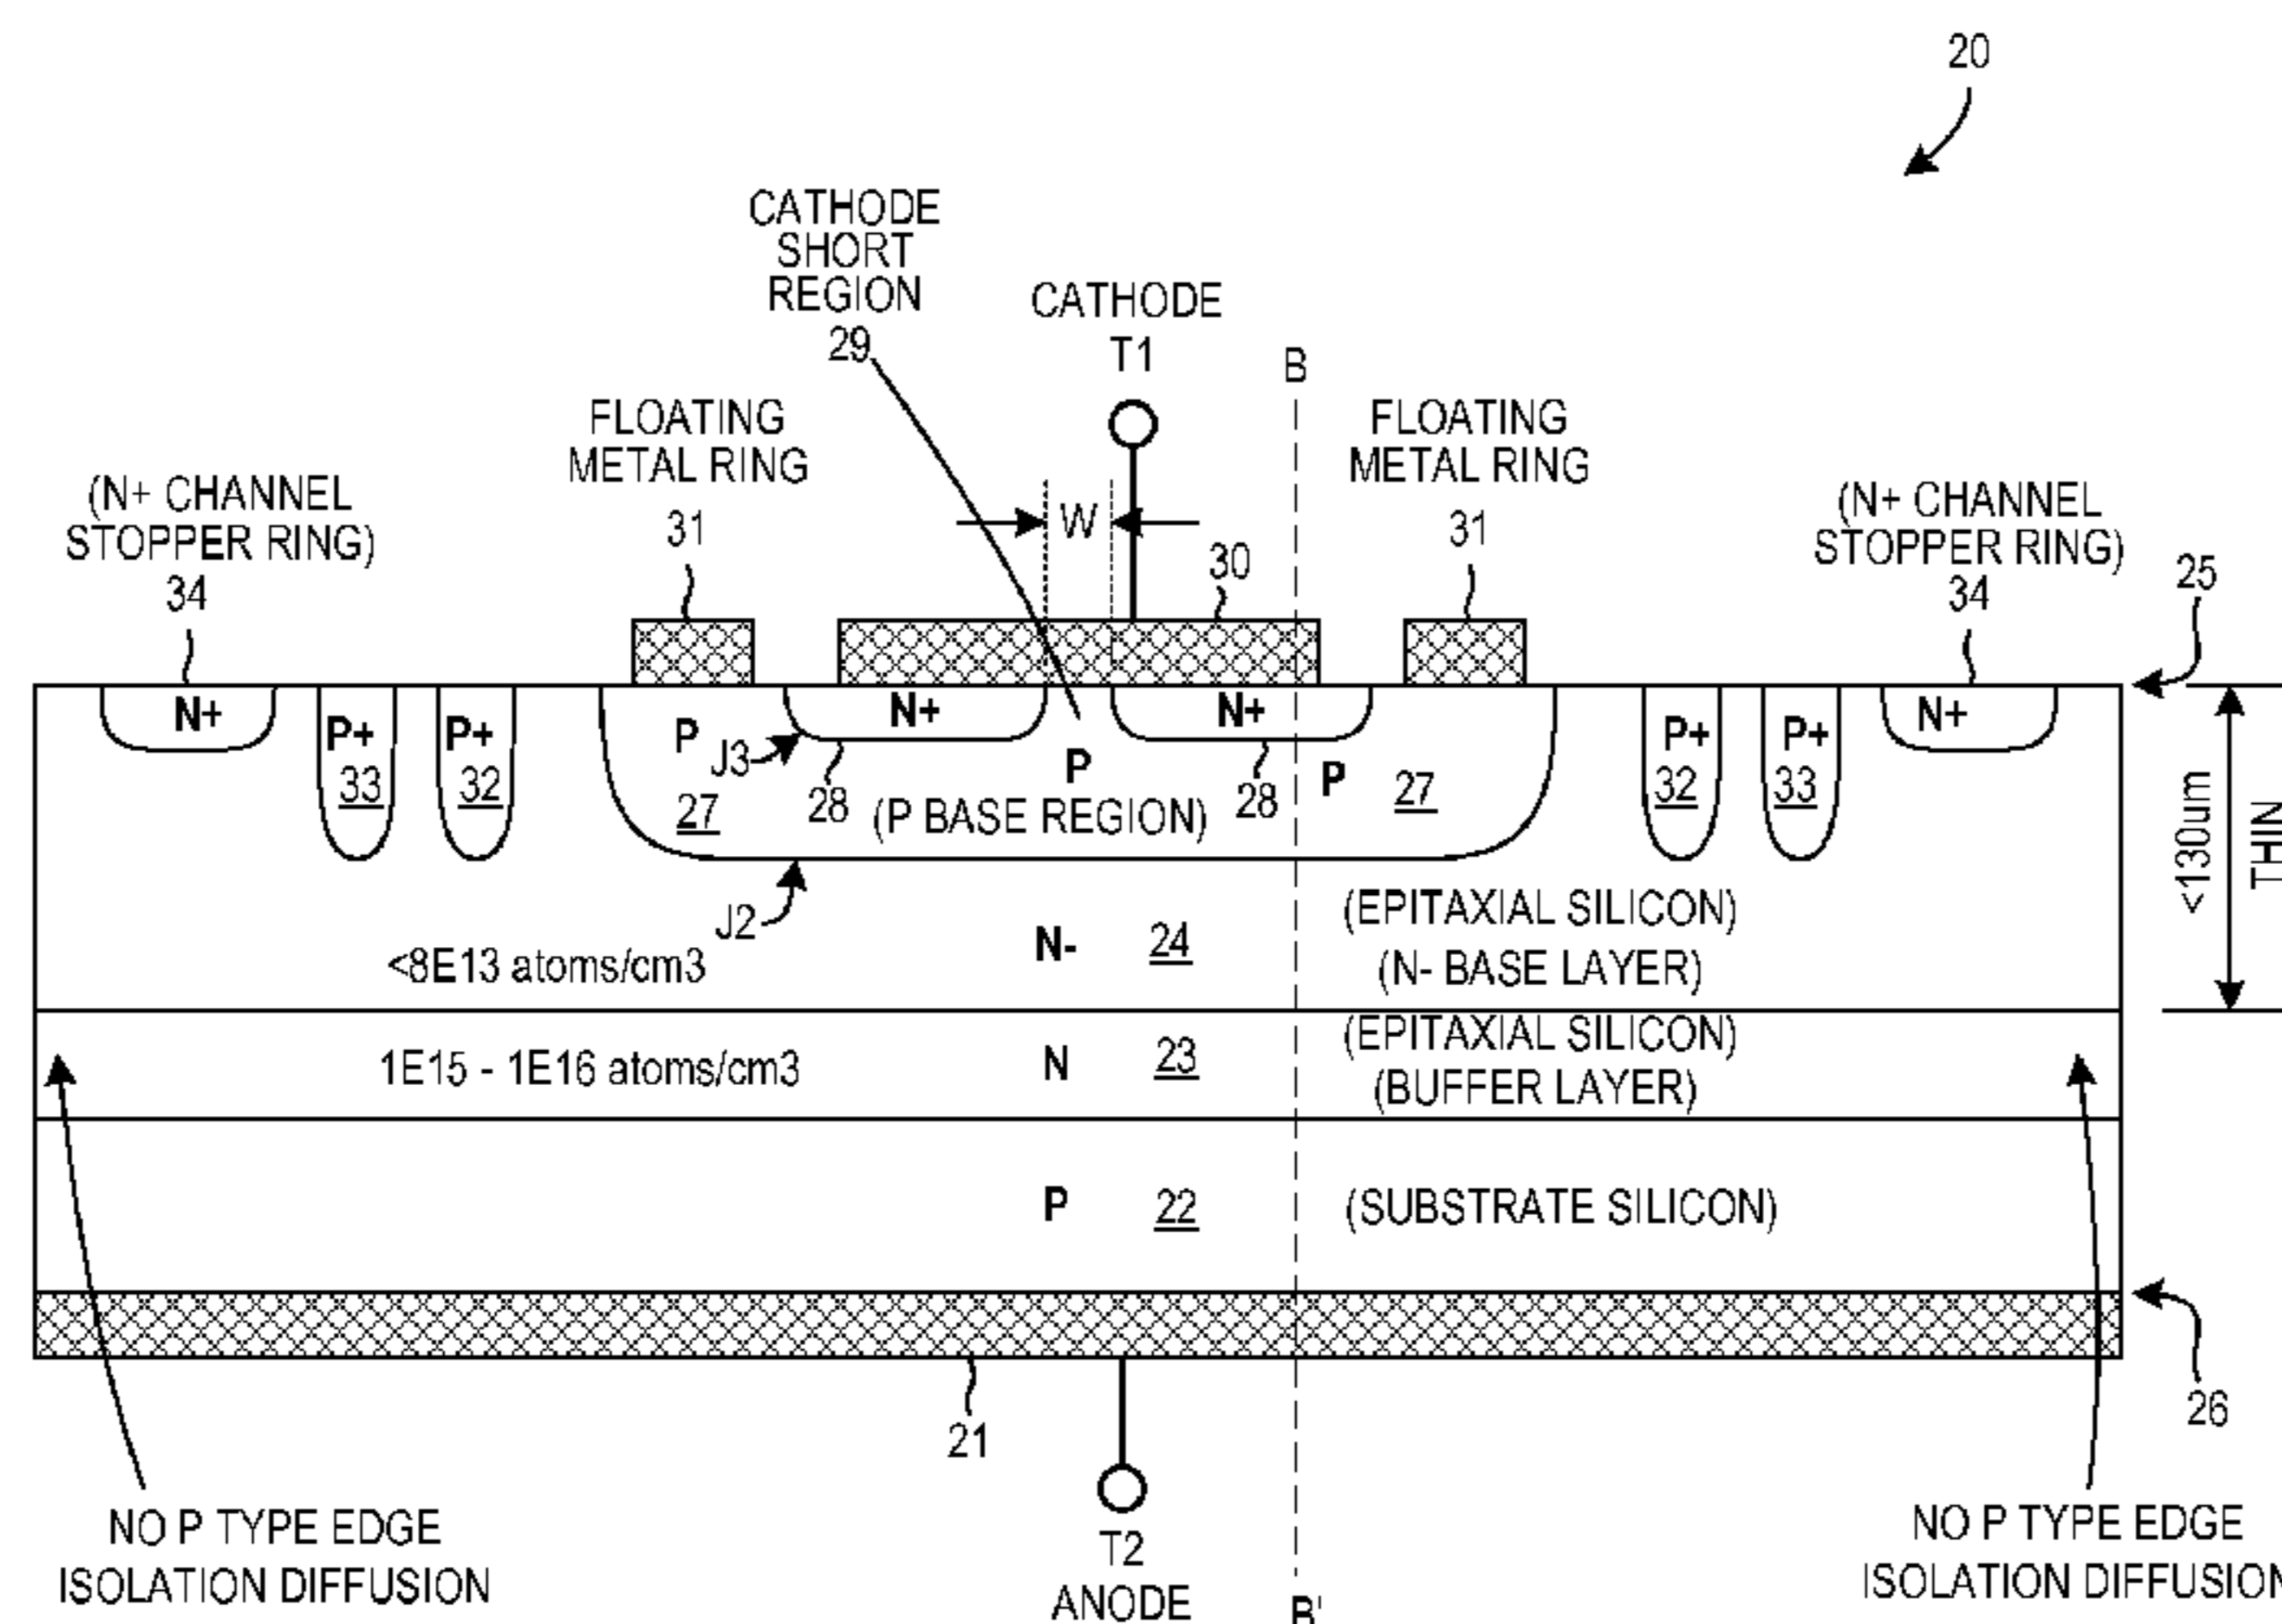 20
CATHODE
SHORT
REGION
29
CATHODE
T1
B
FLOATING
METAL RING
31
FLOATING
METAL RING
31
(N+ CHANNEL
STOPPER RING)
34
W
30
(N+ CHANNEL
STOPPER RING)
34
25
N+
P+
33
P+
32
P
J3
N+
N+
P
P
27
28
(P BASE REGION)
28
27
P+
32
P+
33
N+
<130um
THIN
J2
<8E13 atoms/cm3
N-
24
(EPITAXIAL SILICON)
(N- BASE LAYER)
1E15 - 1E16 atoms/cm3
N
23
(EPITAXIAL SILICON)
(BUFFER LAYER)
P
22
(SUBSTRATE SILICON)
21
26
NO P TYPE EDGE
ISOLATION DIFFUSION
T2
ANODE
B'
NO P TYPE EDGE
ISOLATION DIFFUSION